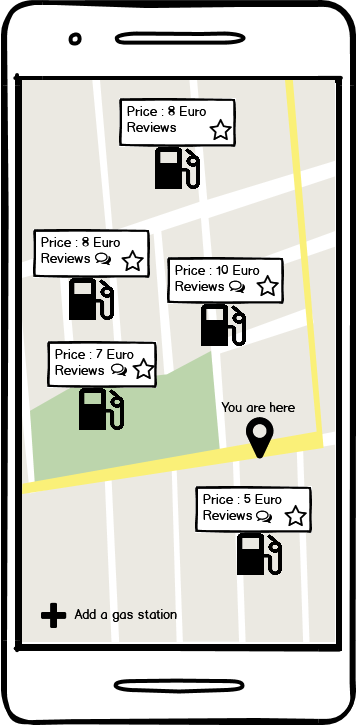 Price : 8 Euro
Reviews
Price : 8 Euro
Reviews
Price : 10 Euro
Reviews
Price : 7 Euro
Reviews
You are here
Price : 5 Euro
Reviews
Add a gas station